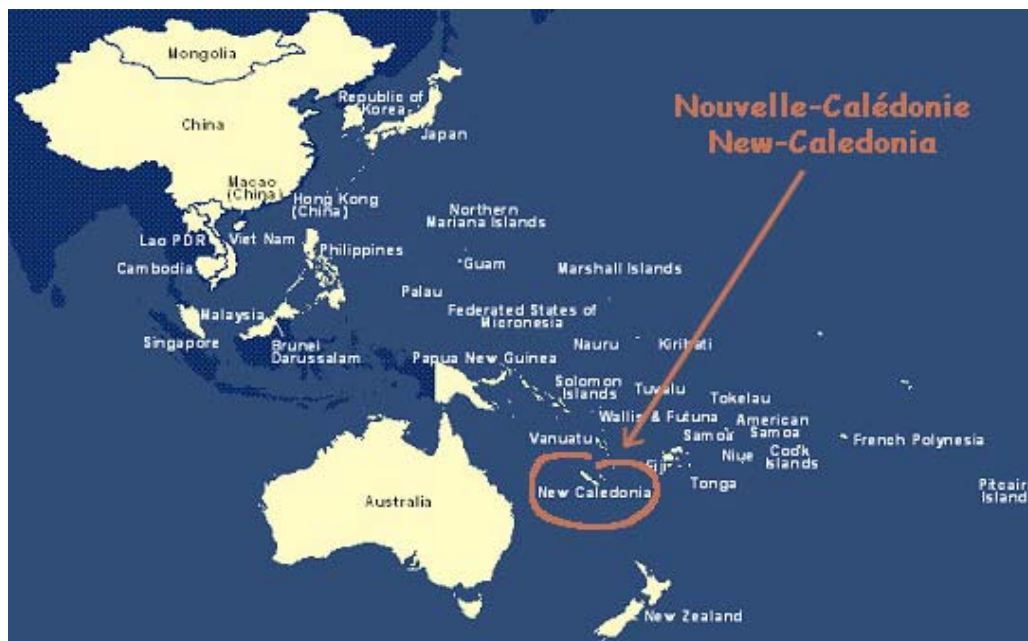 Mongolia
Republic of
Korea
Nouvelle-Calédonie
New-Caledonia
China
Japan
Macao
(China)
Hong Kong
(China)
Northern
Mariana Islands
Lao PDR
Viet Nam
Philippines
Cambodia
Guam
Marshall Islands
Palau
Malaysia
Federated States of
Micronesia
Singapore
Brunei
Darussalam
Nauru
Kiribati
Papua New Guinea
Solomon
Islands
Tuvalu
Tokelau
Wallis & Futuna
American
Samoa
Vanuatu
Samoa
French Polynesia
Fiji
Niue
Cook
Islands
Tonga
Pitcair
Island
New Caledonia
Australia
New Zealand